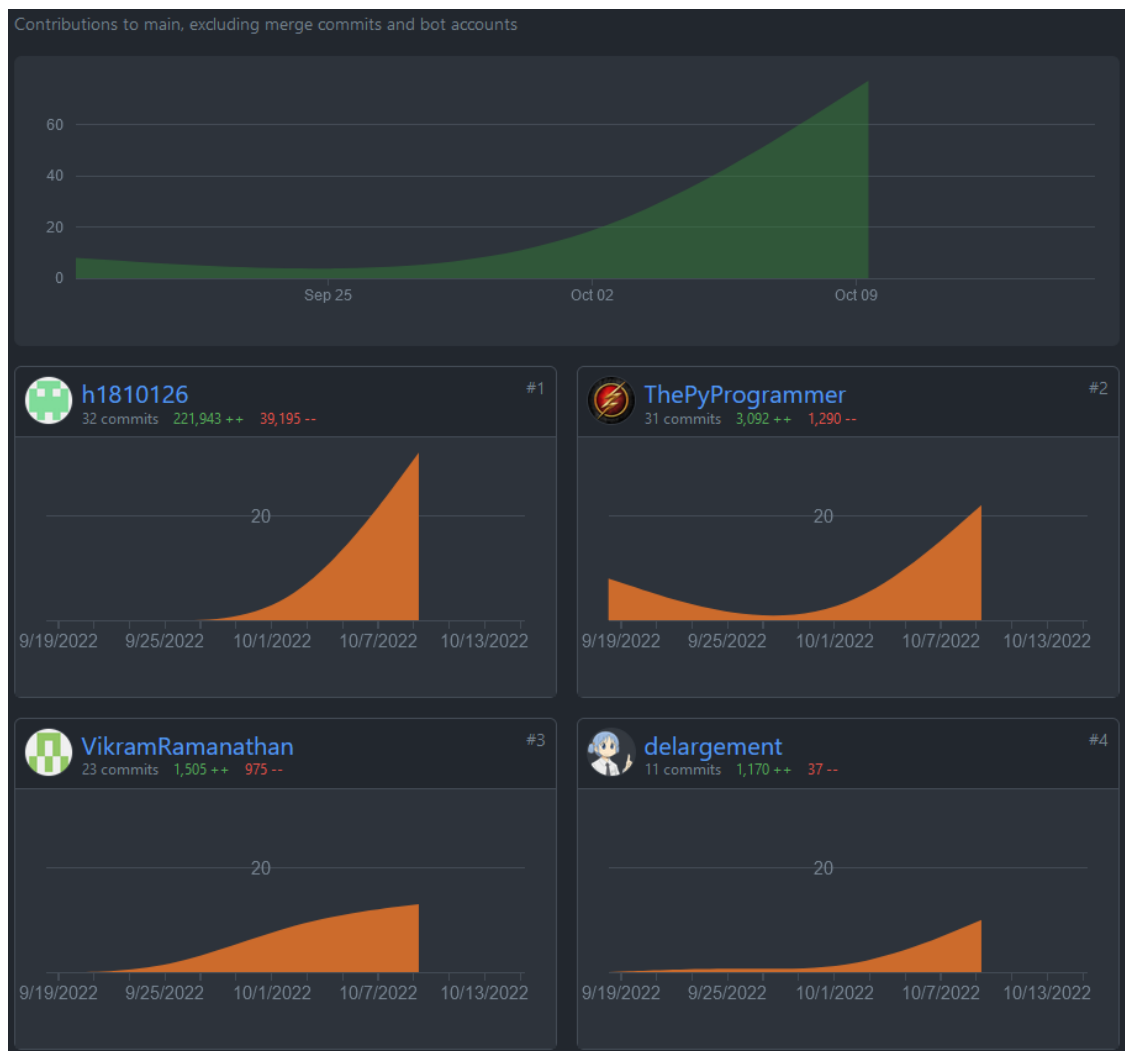 Contributions to main, excluding merge commits and bot accounts
60
40
20
0
Sep 25 Oct 02 Oct 09
h1810126 #1
32 commits 221,943 ++ 39,195 --
20
9/19/2022 9/25/2022 10/1/2022 10/7/2022 10/13/2022
ThePyProgrammer #2
31 commits 3,092 ++ 1,290 --
20
9/19/2022 9/25/2022 10/1/2022 10/7/2022 10/13/2022
VikramRamanathan #3
23 commits 1,505 ++ 975 --
20
9/19/2022 9/25/2022 10/1/2022 10/7/2022 10/13/2022
delargement #4
11 commits 1,170 ++ 37 --
20
9/19/2022 9/25/2022 10/1/2022 10/7/2022 10/13/2022